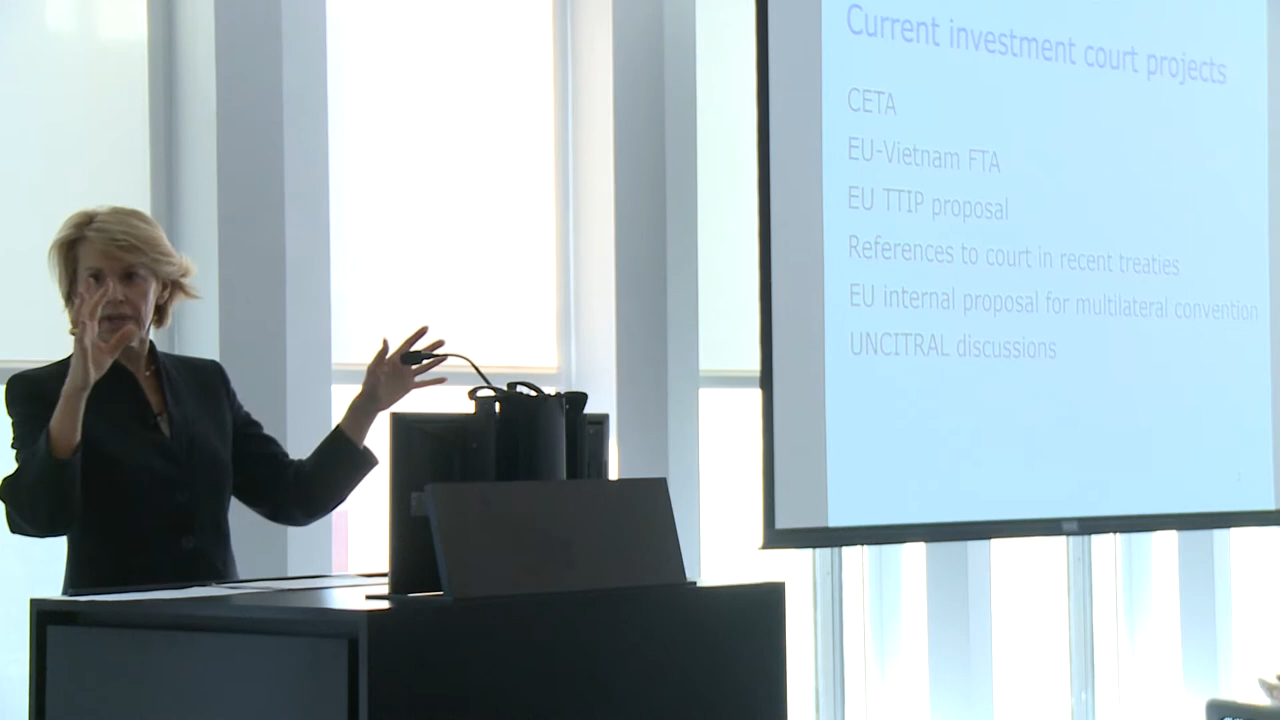 Current investment court projects
CETA
EU-Vietnam FTA
EU TTIP proposal
References to court in recent treaties
EU internal proposal for multilateral convention
UNCITRAL discussions